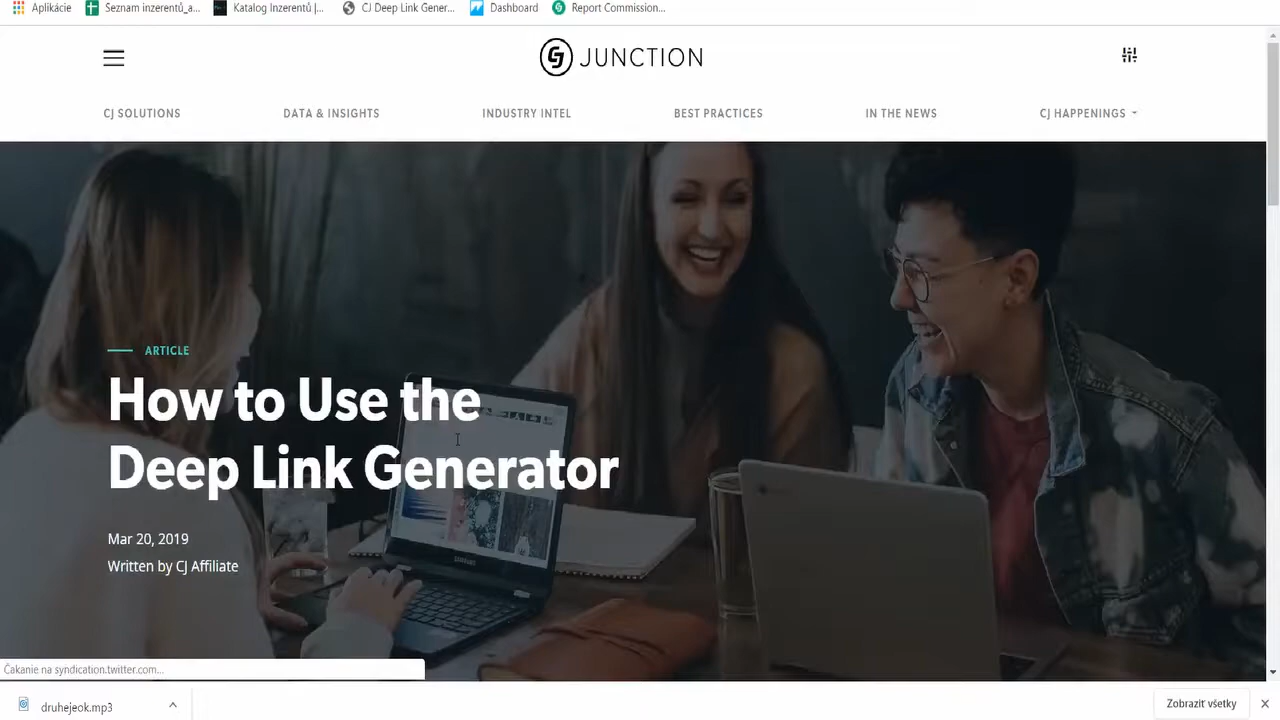 Aplikácie Seznam inzerentů_a... Katalog Inzerentů |... CJ Deep Link Gener... Dashboard Report Commission...
CJ JUNCTION
CJ SOLUTIONS DATA & INSIGHTS INDUSTRY INTEL BEST PRACTICES IN THE NEWS CJ HAPPENINGS
ARTICLE
How to Use the
Deep Link Generator
Mar 20, 2019
Written by CJ Affiliate
SAMSUNG
Čakanie na syndication.twitter.com...
druhejeok.mp3 Zobraziť všetky